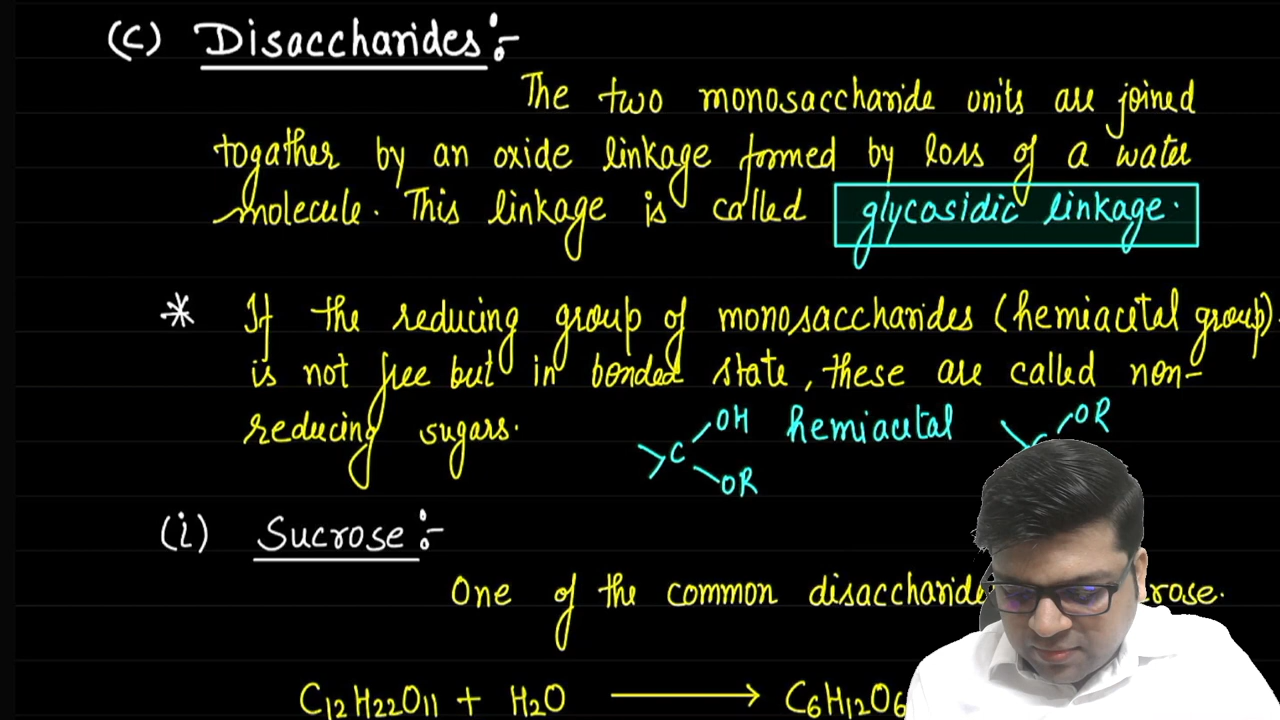 (c) Disaccharides:-
The two monosaccharide units are joined
togather by an oxide linkage formed by loss of a water
molecule. This linkage is called glycosidic linkage.
* If the reducing group of monosaccharides (hemiacetal group)
is not free but in bonded state, these are called non-
reducing sugars.
C OH OR hemiacetal OR
(i) Sucrose:-
One of the common disaccharide
C12H22O11 + H2O ⟶ C6H12O6